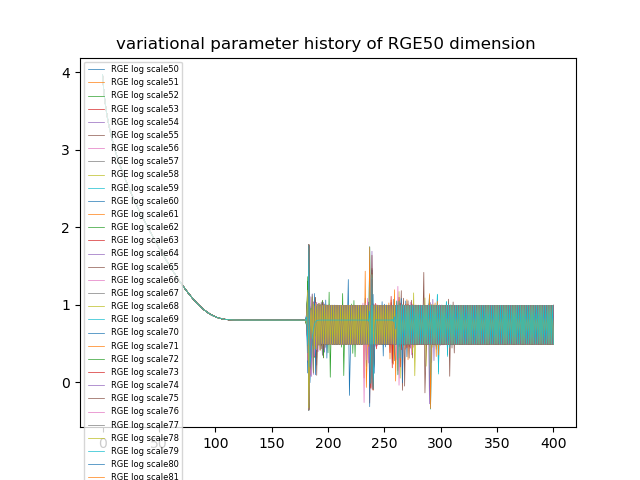 variational parameter history of RGE50 dimension
4
3
2
1
0
RGE log scale50
RGE log scale51
RGE log scale52
RGE log scale53
RGE log scale54
RGE log scale55
RGE log scale56
RGE log scale57
RGE log scale58
RGE log scale59
RGE log scale60
RGE log scale61
RGE log scale62
RGE log scale63
RGE log scale64
RGE log scale65
RGE log scale66
RGE log scale67
RGE log scale68
RGE log scale69
RGE log scale70
RGE log scale71
RGE log scale72
RGE log scale73
RGE log scale74
RGE log scale75
RGE log scale76
RGE log scale77
RGE log scale78
RGE log scale79
RGE log scale80
RGE log scale81
0 50 100 150 200 250 300 350 400